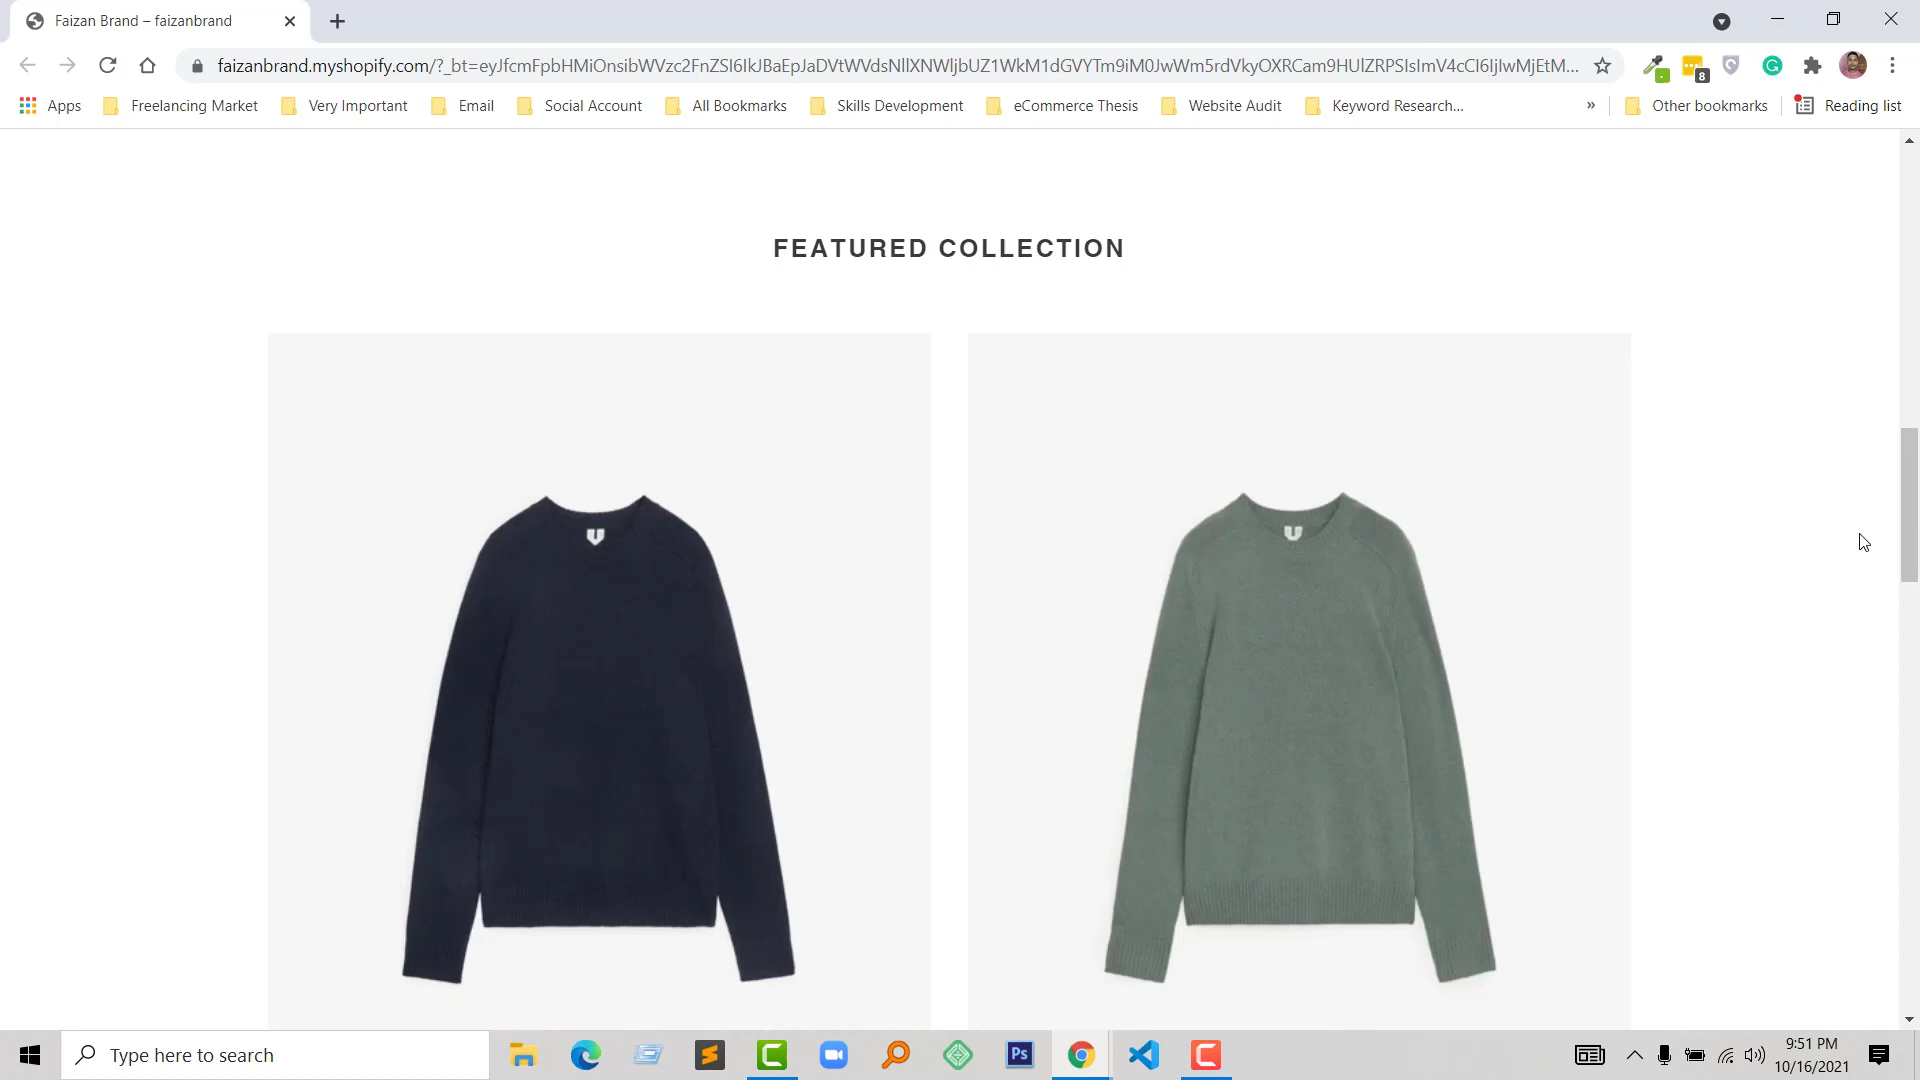 Faizan Brand – faizanbrand
faizanbrand.myshopify.com/?_bt=
Apps Freelancing Market Very Important Email Social Account All Bookmarks Skills Development eCommerce Thesis Website Audit Keyword Research... » Other bookmarks Reading list
8
FEATURED COLLECTION
Type here to search
Ps
9:51 PM
10/16/2021